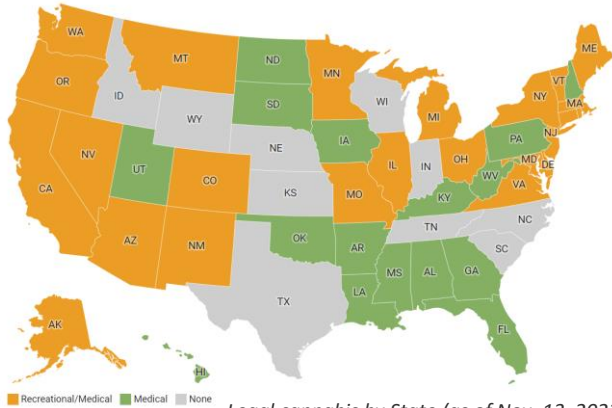 WA
MT
ND
MN
ME
OR
ID
SD
WI
MI
VT
NY
MA
WY
IA
PA
NJ
NV
NE
IL
IN
OH
MD
DE
UT
CO
WV
VA
CA
KS
MO
KY
NC
TN
AZ
NM
OK
AR
SC
MS
AL
GA
TX
LA
FL
AK
HI
Recreational/Medical
Medical
None
Legal cannabis by State (as of Nov. 12, 202